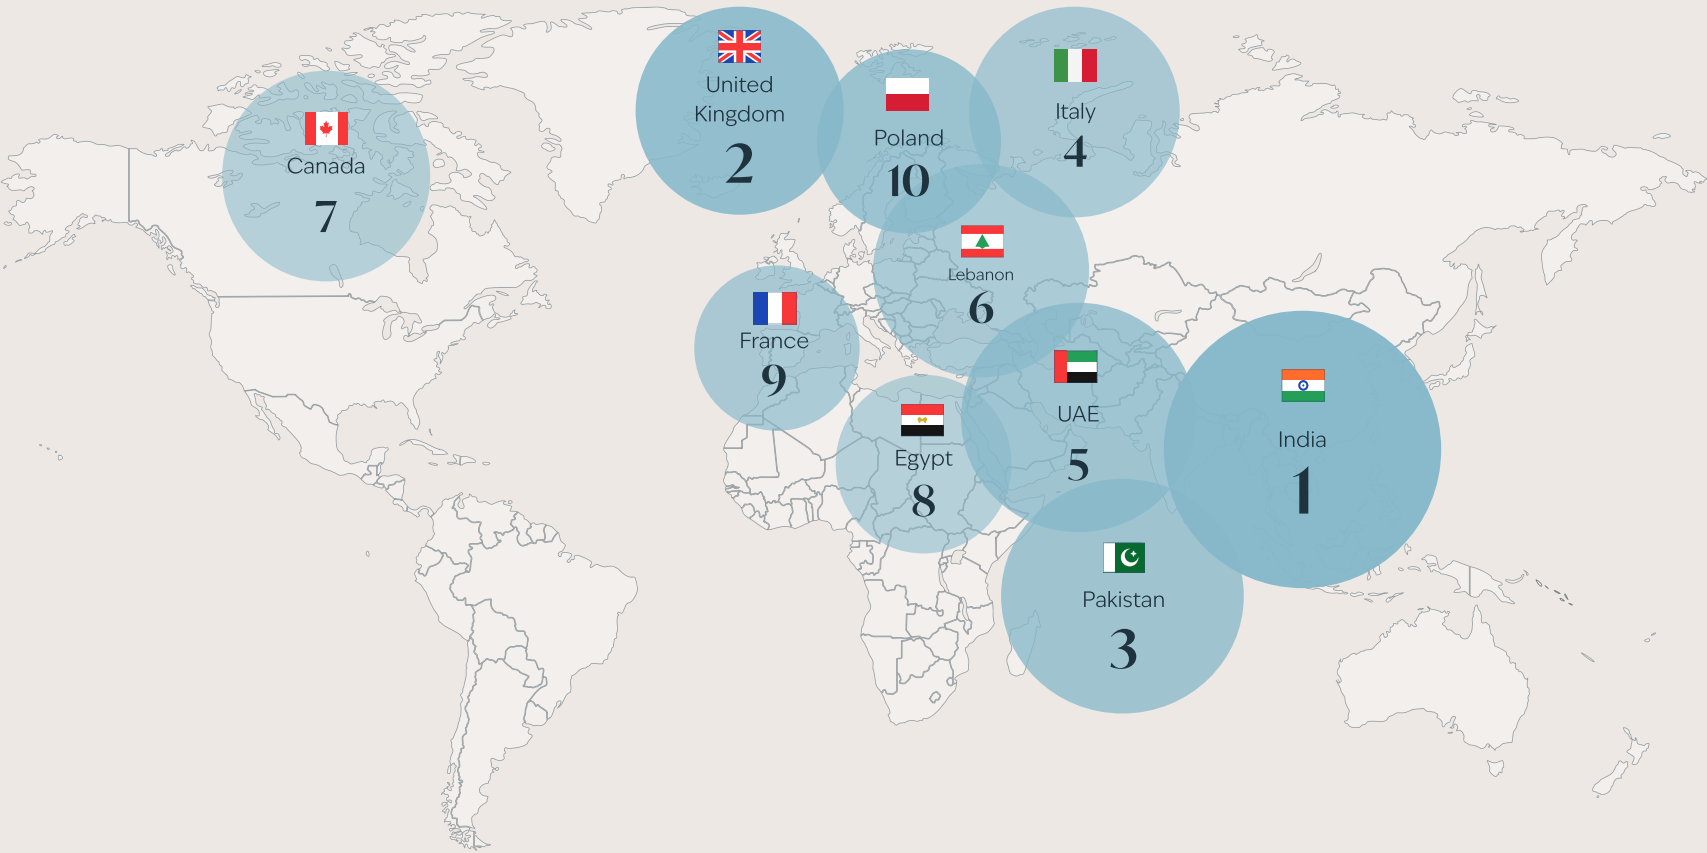 United
Kingdom
2
Italy
4
Poland
10
Canada
7
Lebanon
6
France
9
UAE
5
India
1
Egypt
8
Pakistan
3